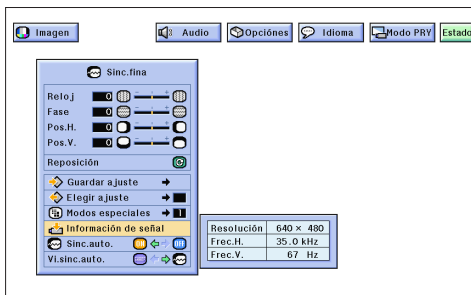 Imagen Audio Opciónes Idioma Modo PRY Estado
Sinc.fina
Reloj 0
Fase 0
Pos.H. 0
Pos.V. 0
Reposición
Guardar ajuste
Elegir ajuste
Modos especiales 1
Información de señal
Sinc.auto.
Vi.sinc.auto.
Resolución 640 × 480
Frec.H. 35.0 kHz
Frec.V. 67 Hz